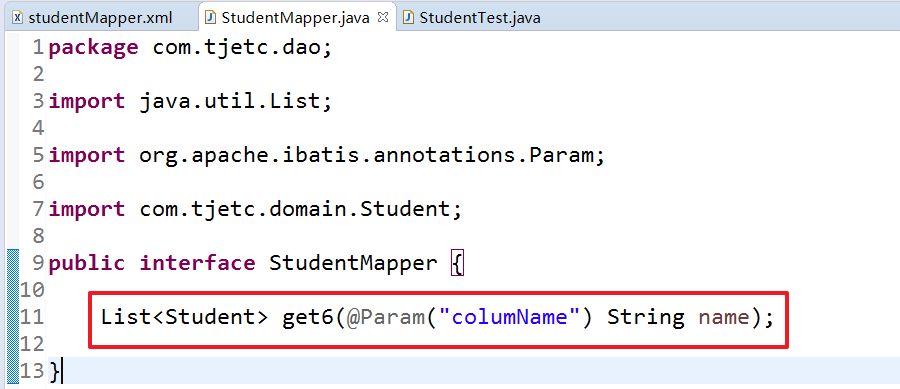 studentMapper.xml StudentMapper.java StudentTest.java
1 package com.tjetc.dao;
2
3 import java.util.List;
4
5 import org.apache.ibatis.annotations.Param;
6
7 import com.tjetc.domain.Student;
8
9 public interface StudentMapper {
10
11 List<Student> get6(@Param("columName") String name);
12
13 }